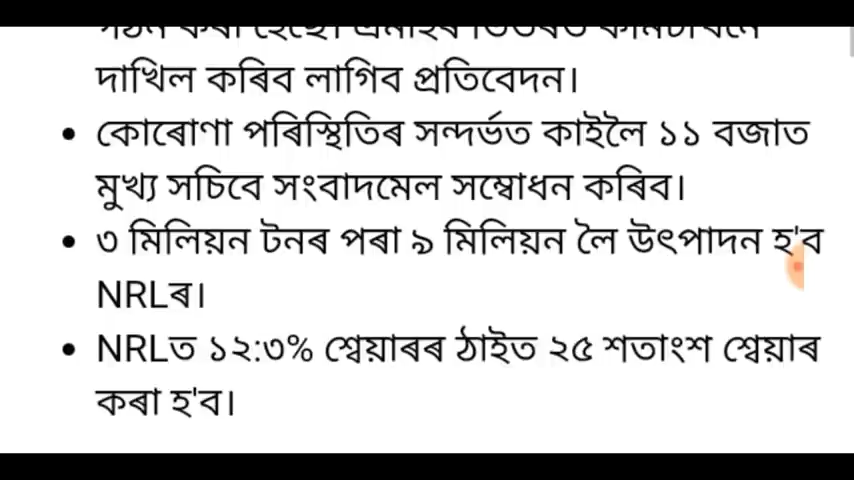 দাখিল কৰিব লাগিব প্ৰতিবেদন।
• কোৰোণা পৰিস্থিতিৰ সন্দৰ্ভত কাইলৈ ১১ বজাত
মুখ্য সচিবে সংবাদমেল সম্বোধন কৰিব।
• ৩ মিলিয়ন টনৰ পৰা ৯ মিলিয়ন লৈ উৎপাদন হ'ব
NRLৰ।
• NRLত ১২:৩% শ্বেয়াৰৰ ঠাইত ২৫ শতাংশ শ্বেয়াৰ
কৰা হ'ব।